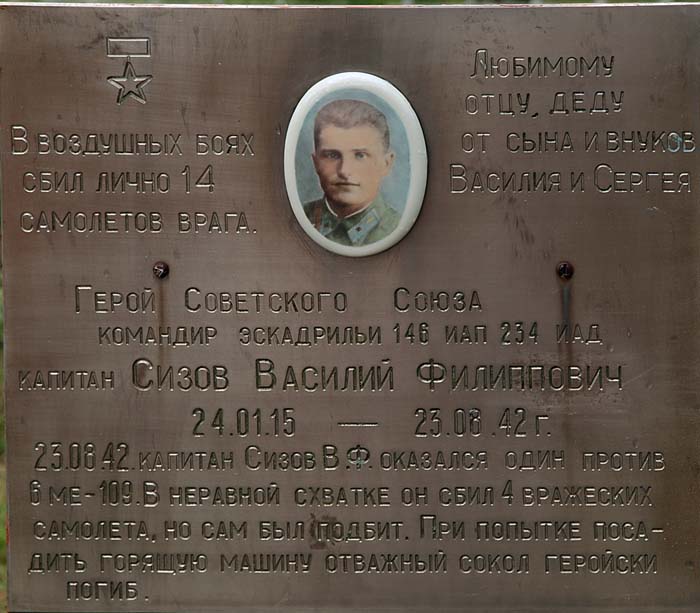 В воздушных боях
сбил лично 14
самолетов врага.
Любимому
отцу, деду
от сына и внуков
Василия и Сергея
Герой Советского Союза
командир эскадрильи 146 иап 234 иад
капитан Сизов Василий Филиппович
24.01.15 — 23.08.42 г.
23.08.42. капитан Сизов В.Ф. оказался один против
6 ме-109. В неравной схватке он сбил 4 вражеских
самолета, но сам был подбит. При попытке поса-
дить горящую машину отважный сокол геройски
погиб.